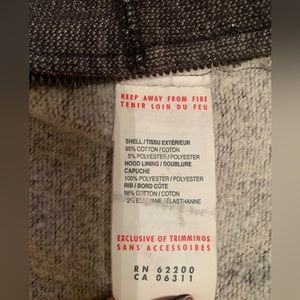 KEEP AWAY FROM FIRE
TENIR LOIN DU FEU
SHELL / TISSU EXTÉRIEUR
95% COTTON / COTON
5% POLYESTER / POLYESTER
HOOD LINING / DOUBLURE
CAPUCHE
100% POLYESTER / POLYESTER
RIB / BORD CÔTE
98% COTTON / COTON
2% ELASTANE / ÉLASTHANNE
EXCLUSIVE OF TRIMMINGS
SANS ACCESSOIRES
RN 62200
CA 06311